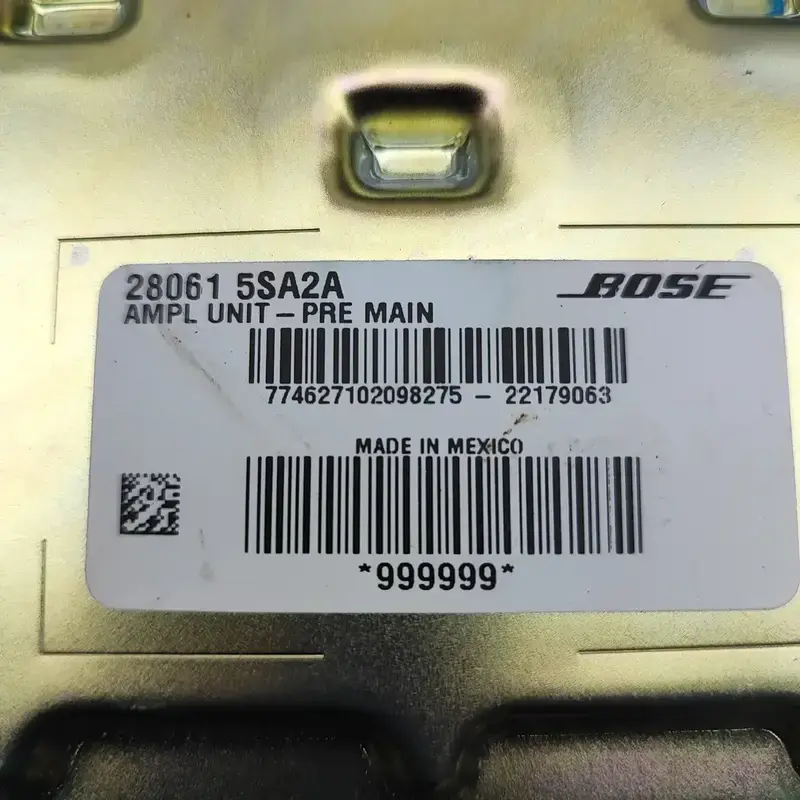 28061 5SA2A
BOSE
AMPL UNIT – PRE MAIN
774627102098275 – 22179063
MADE IN MEXICO
*999999*